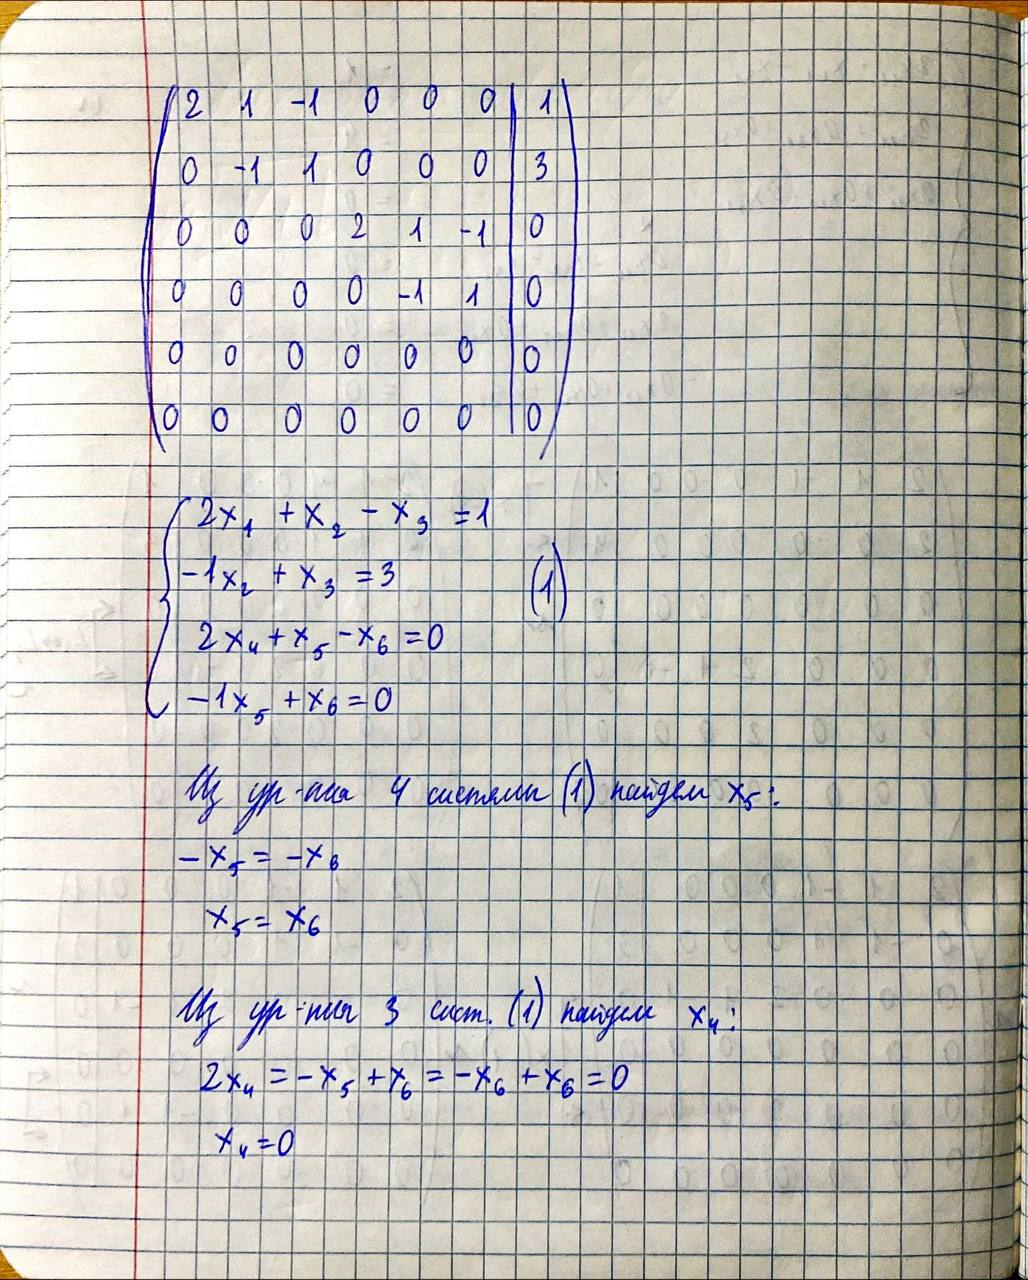 2 1 -1 0 0 0 | 1
0 -1 1 0 0 0 | 3
0 0 0 2 1 -1 | 0
0 0 0 0 -1 1 | 0
0 0 0 0 0 0 | 0
0 0 0 0 0 0 | 0
2x₁ + x₂ - x₃ = 1
-1x₂ + x₃ = 3 (1)
2x₄ + x₅ - x₆ = 0
-1x₅ + x₆ = 0
Из ур-ния 4 системы (1) найдем x₅:
-x₅ = -x₆
x₅ = x₆
Из ур-ния 3 сист. (1) найдем x₄:
2x₄ = -x₅ + x₆ = -x₆ + x₆ = 0
x₄ = 0